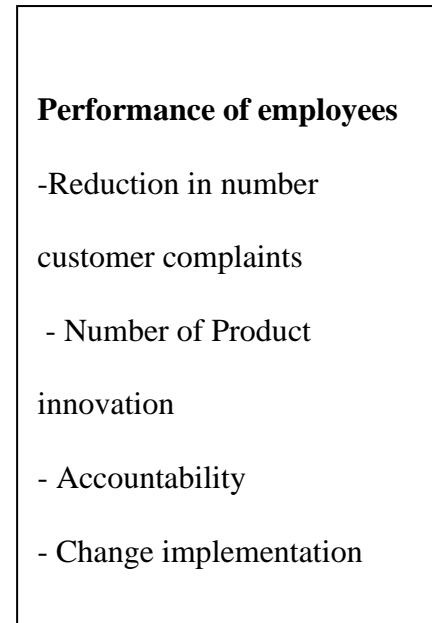 Performance of employees
-Reduction in number
customer complaints
- Number of Product
innovation
- Accountability
- Change implementation